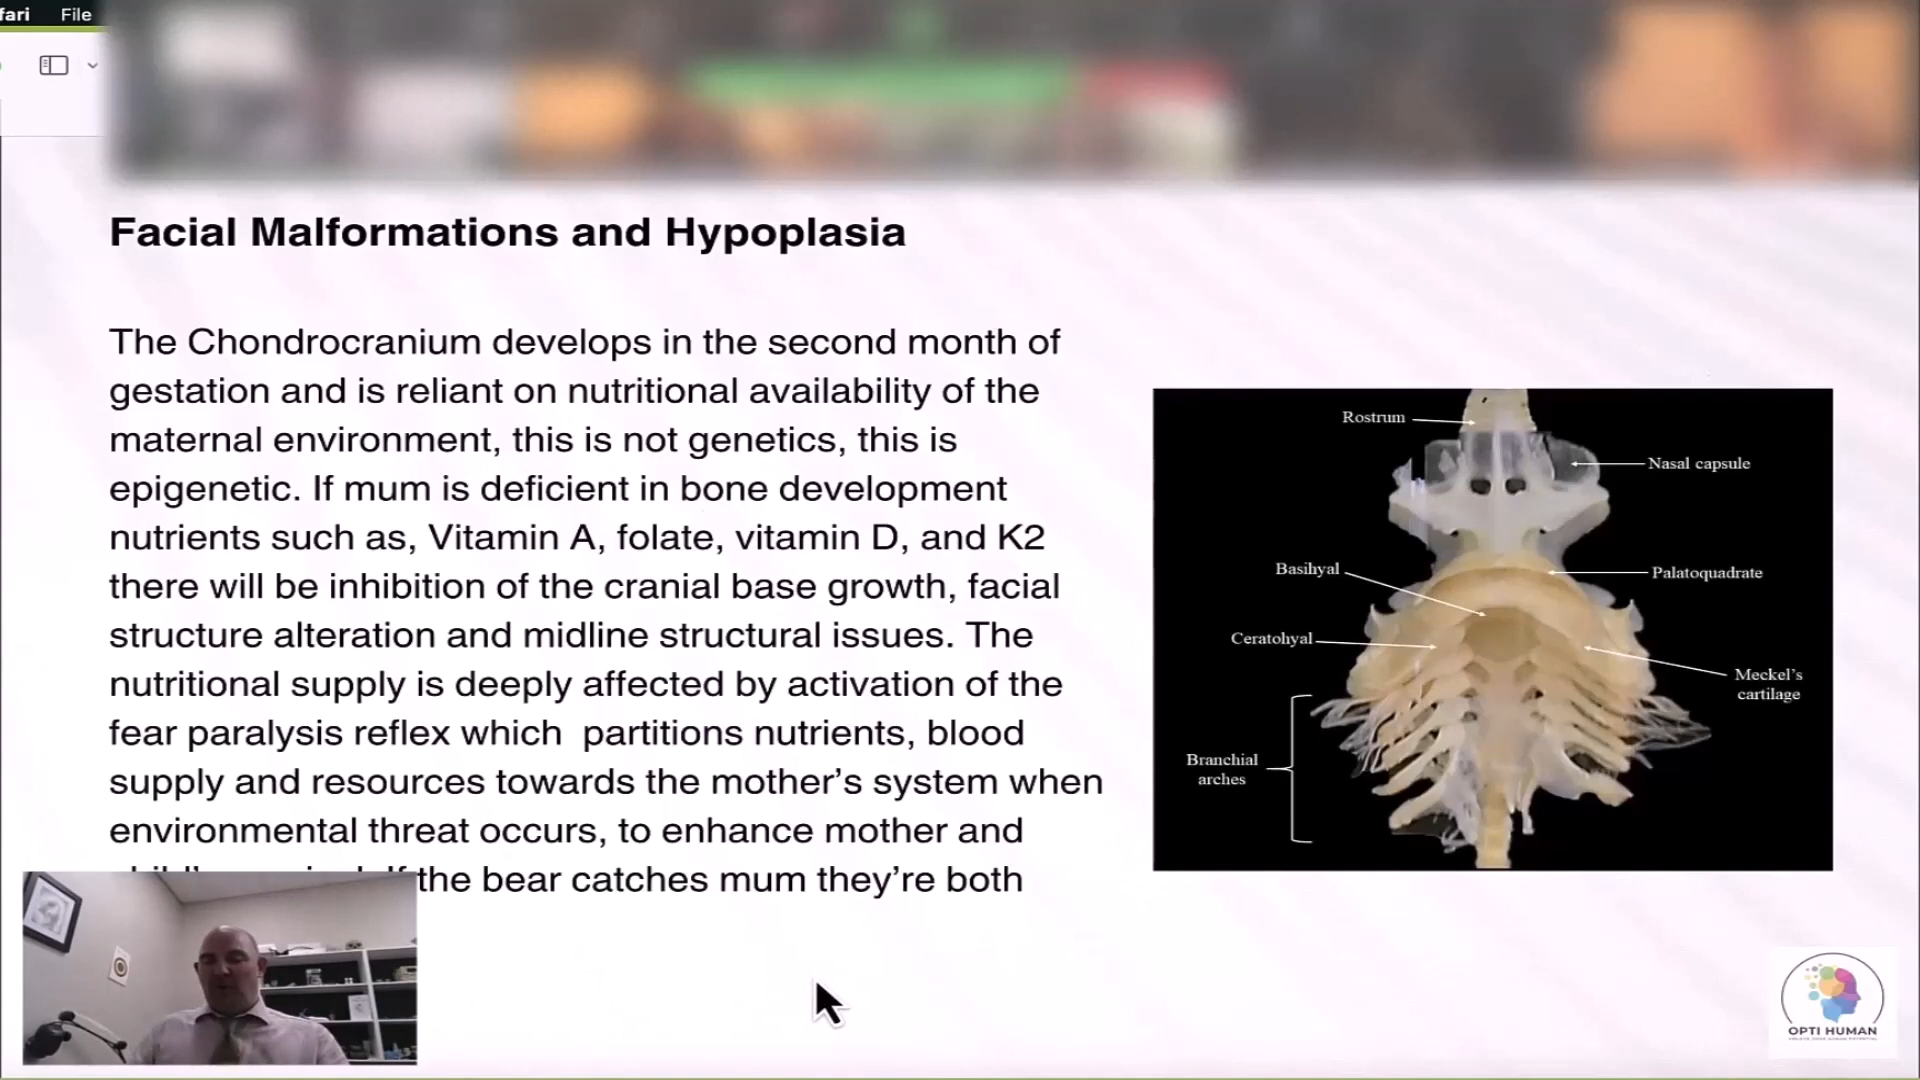 fari File
Facial Malformations and Hypoplasia
The Chondrocranium develops in the second month of
gestation and is reliant on nutritional availability of the
maternal environment, this is not genetics, this is
epigenetic. If mum is deficient in bone development
nutrients such as, Vitamin A, folate, vitamin D, and K2
there will be inhibition of the cranial base growth, facial
structure alteration and midline structural issues. The
nutritional supply is deeply affected by activation of the
fear paralysis reflex which partitions nutrients, blood
supply and resources towards the mother’s system when
environmental threat occurs, to enhance mother and
the bear catches mum they’re both
Rostrum
Nasal capsule
Basihyal
Palatoquadrate
Ceratohyal
Meckel’s
cartilage
Branchial
arches
OPTI HUMAN